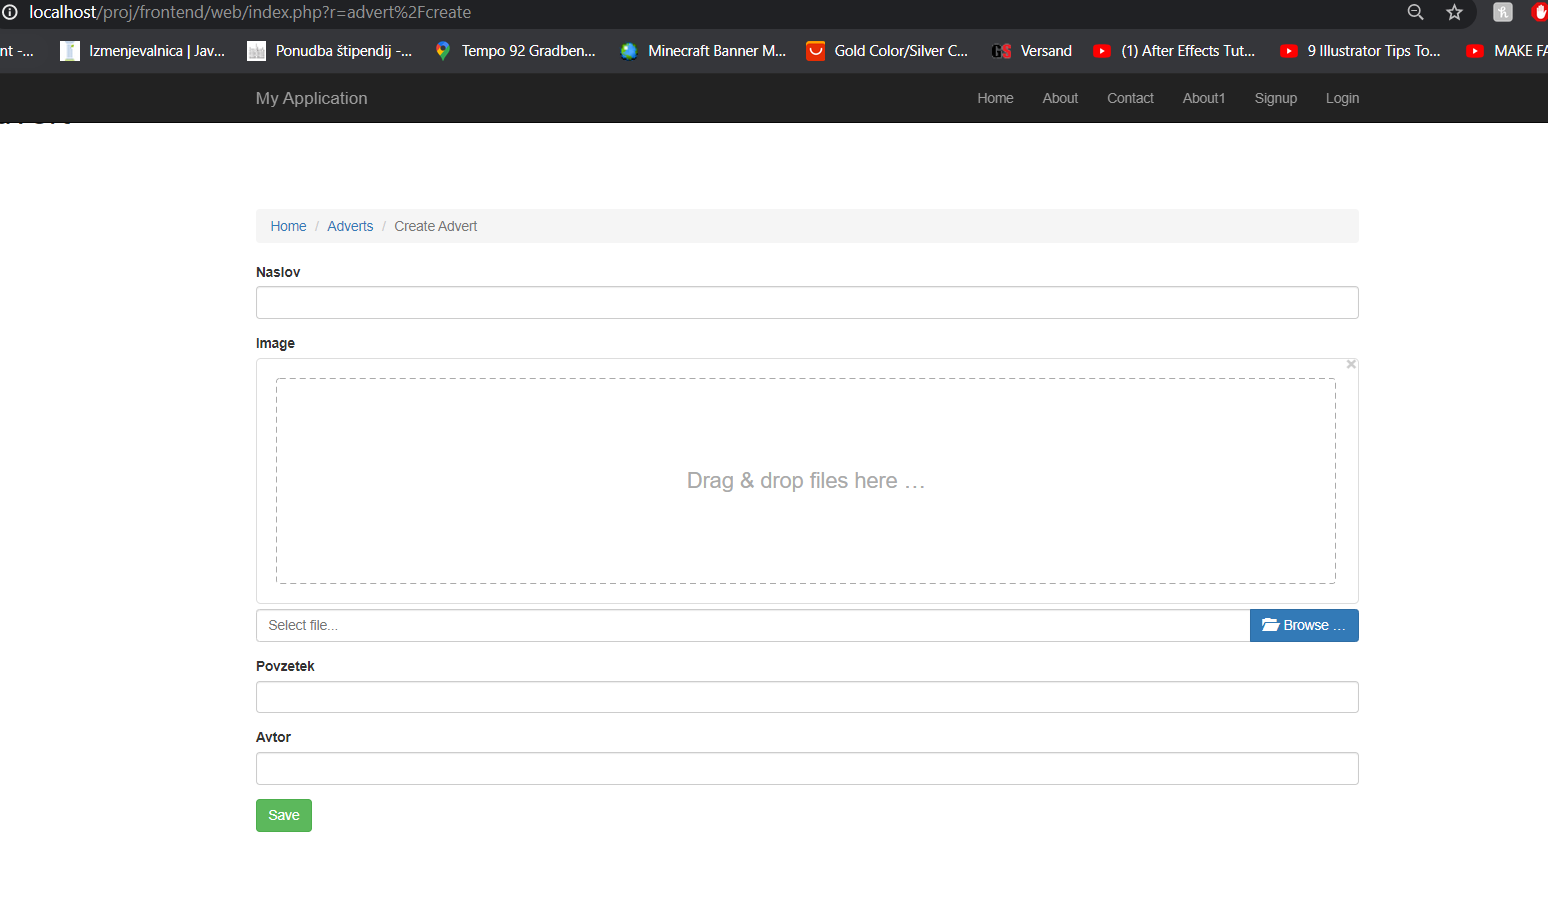 localhost/proj/frontend/web/index.php?r=advert%2Fcreate
nt -... Izmenjevalnica | Jav... Ponudba štipendij -... Tempo 92 Gradben... Minecraft Banner M... Gold Color/Silver C... Versand (1) After Effects Tut... 9 Illustrator Tips To... MAKE FA
My Application Home About Contact About1 Signup Login
Home / Adverts / Create Advert
Naslov
Image
×
Drag & drop files here …
Select file... Browse …
Povzetek
Avtor
Save